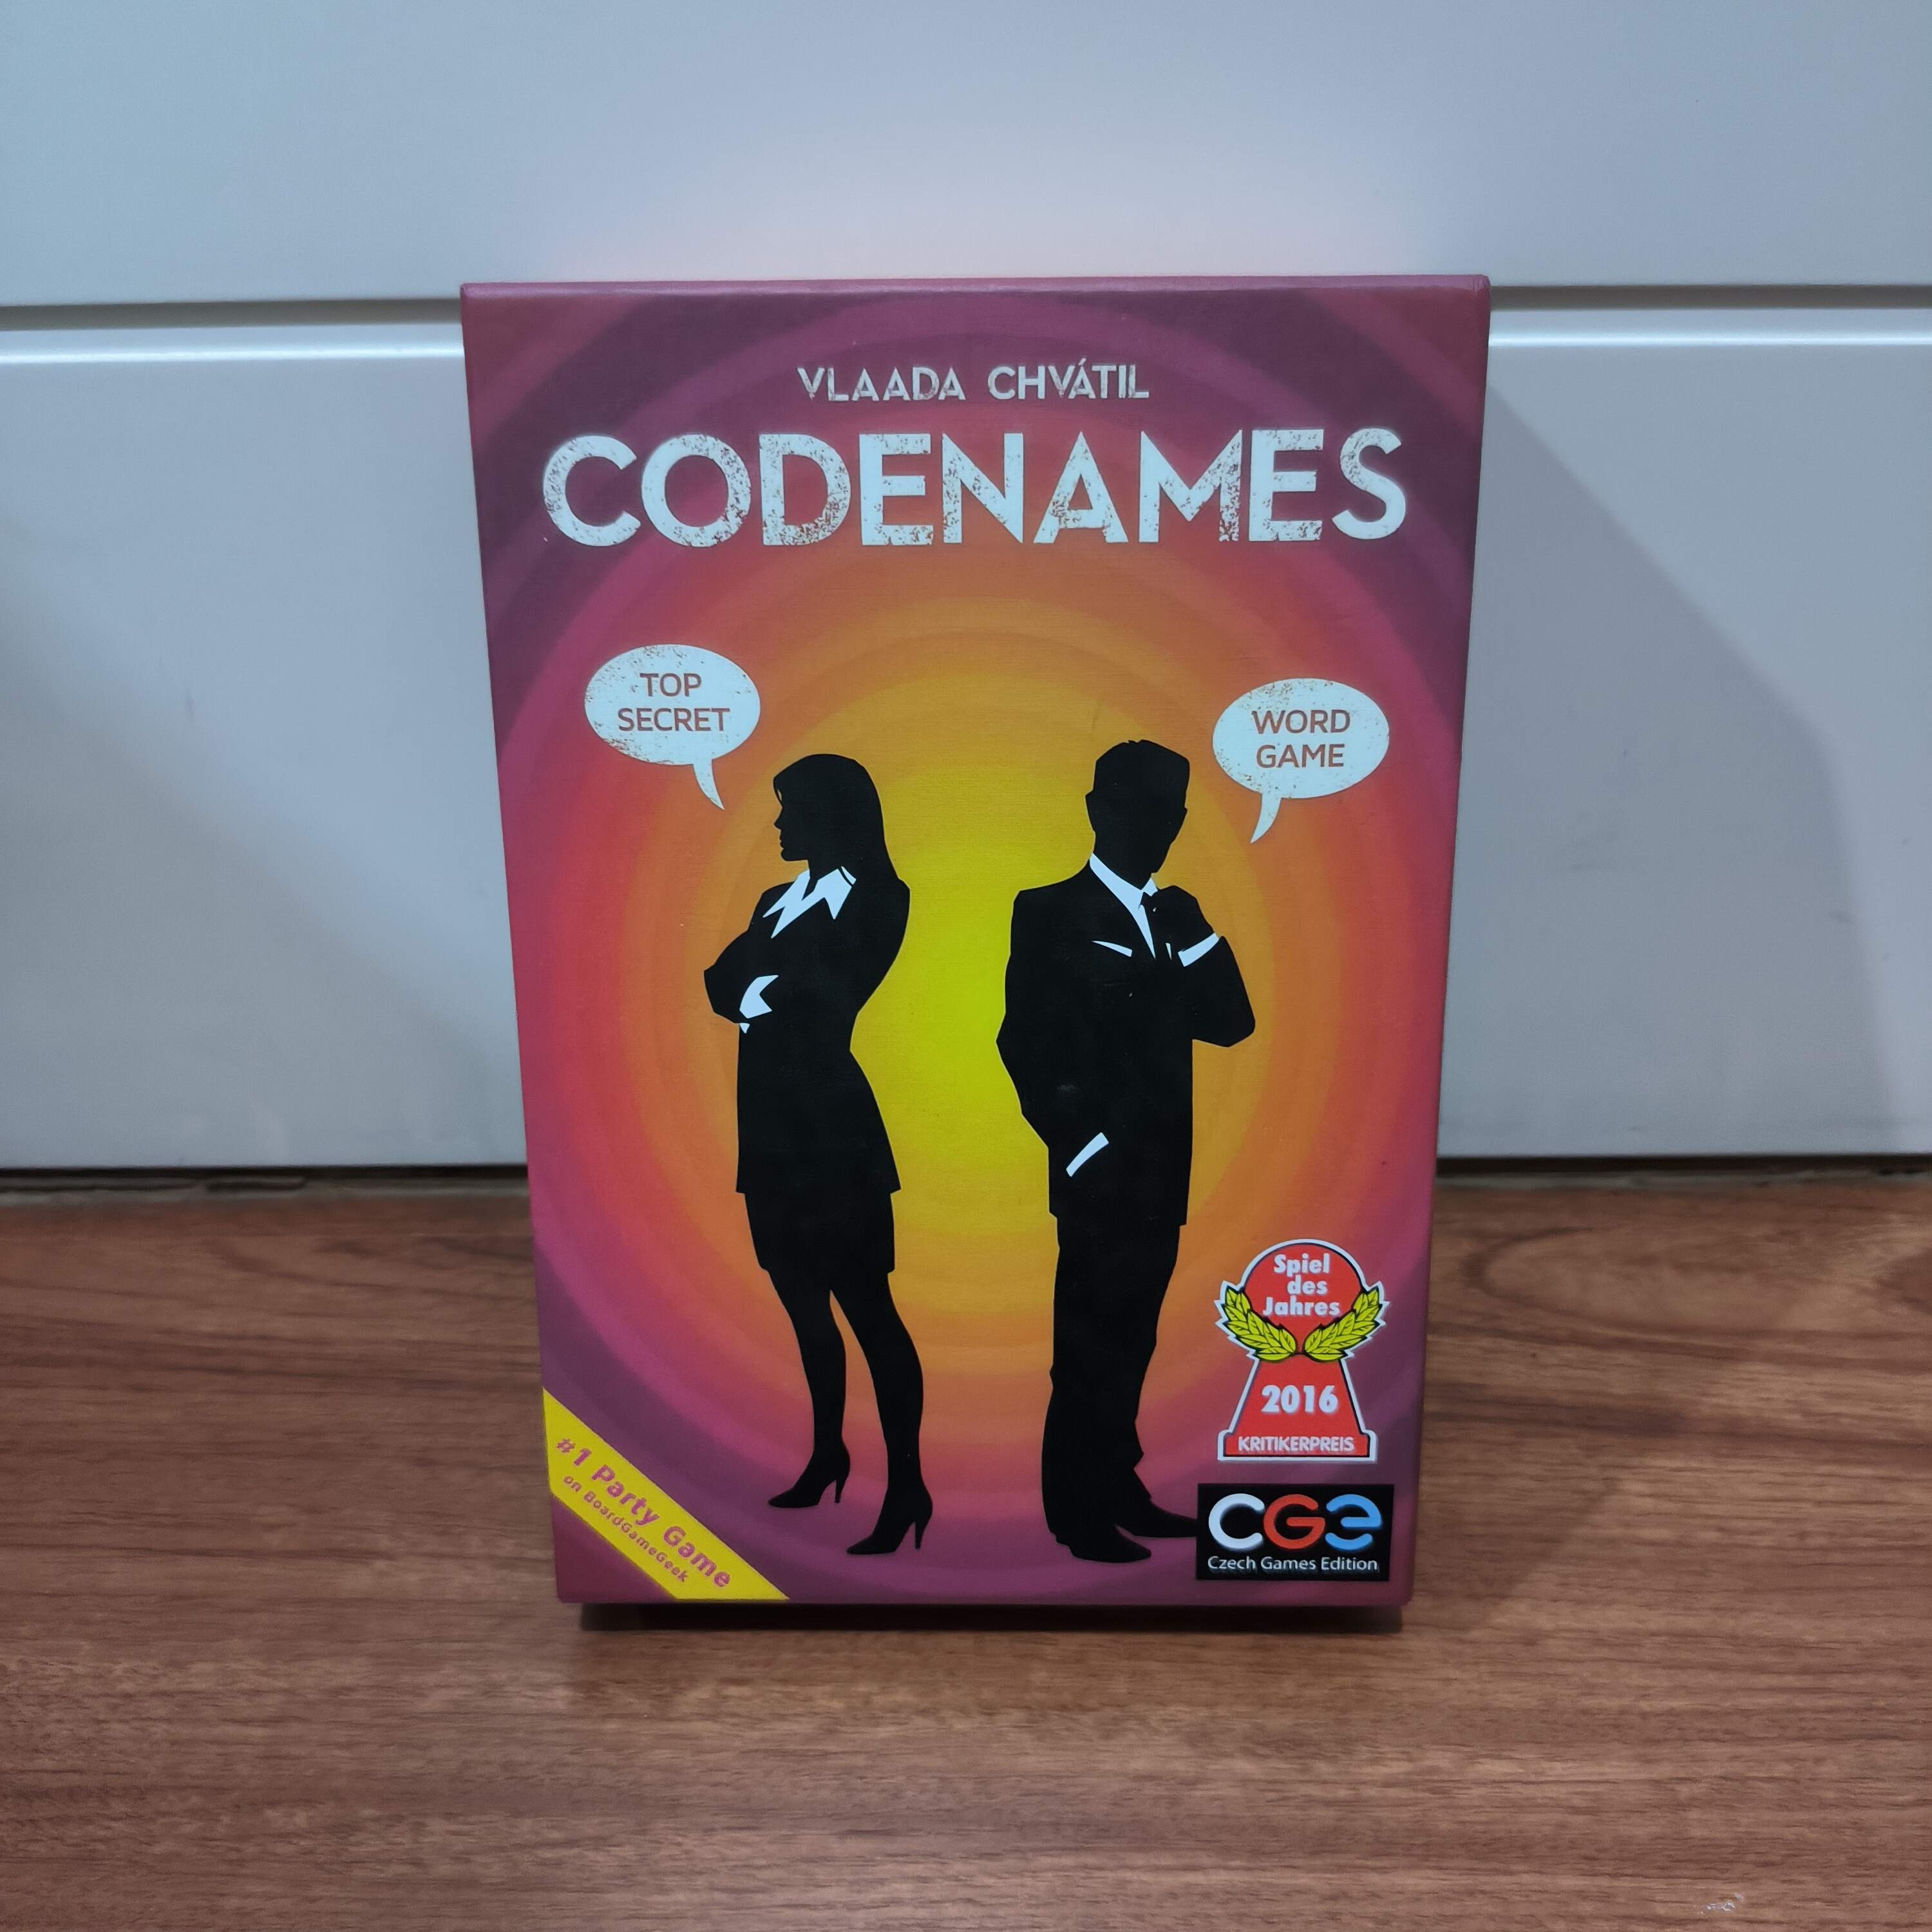 VLAADA CHVÁTIL
CODENAMES
TOP
SECRET
WORD
GAME
Spiel
des
Jahres
2016
KRITIKERPREIS
#1 Party Game
on BoardGameGeek
CGE
Czech Games Edition